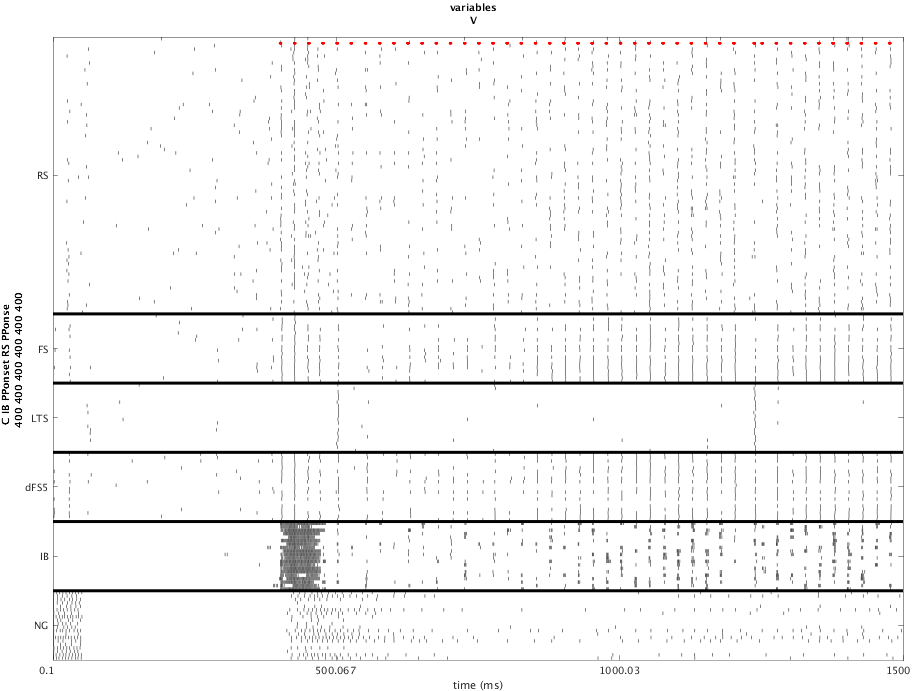 variables
V
C IB PPonset RS PPonse
400 400 400 400 400 400
RS
FS
LTS
dFS5
IB
NG
0.1
500.067
1000.03
1500
time (ms)